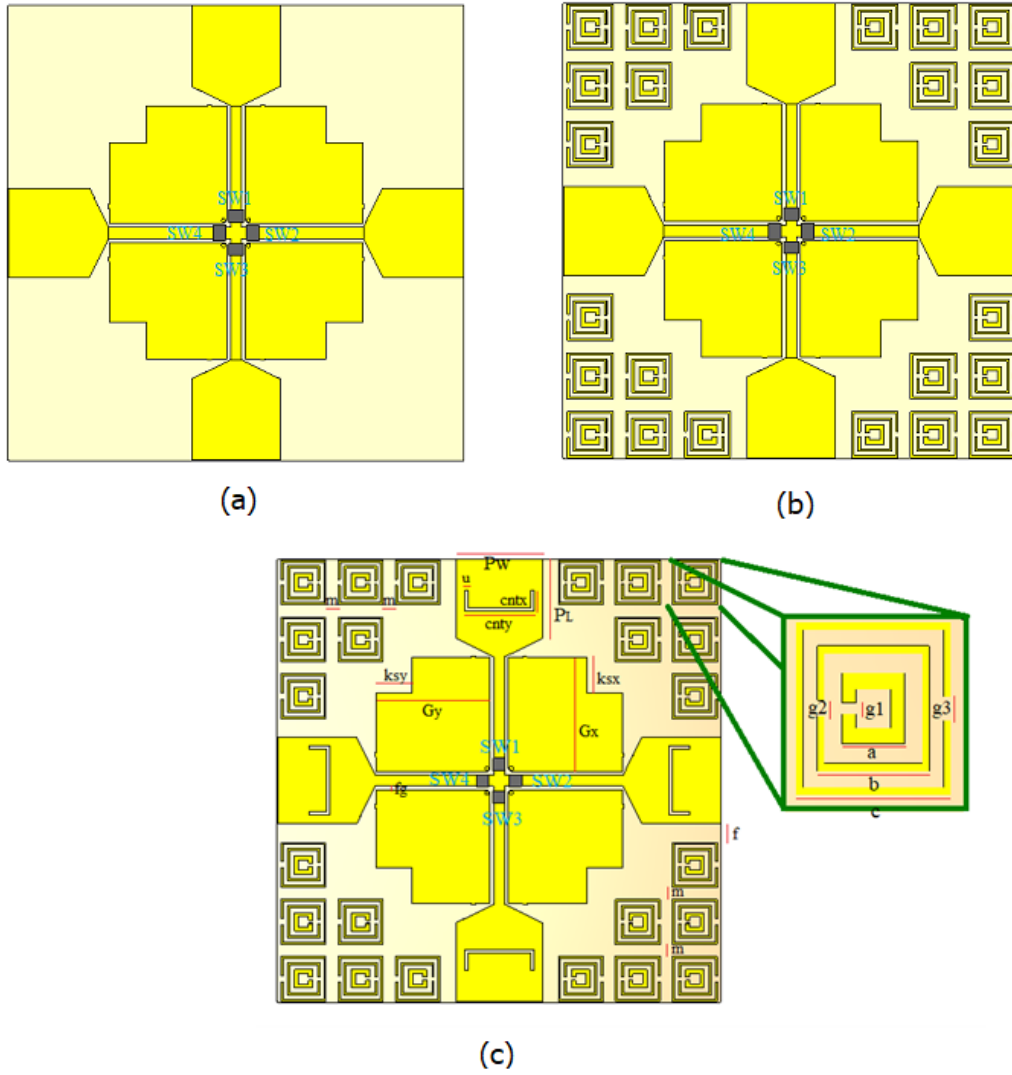 SW1
SW4 SW2
SW3
SW1
SW4 SW2
SW3
(a)
(b)
PW
u
cntx
cnty
PL
m m
ksy
ksx
Gy
Gx
SW1
SW4 SW2
fg
SW3
f
m
m
g2 g1 g3
a
b
c
(c)